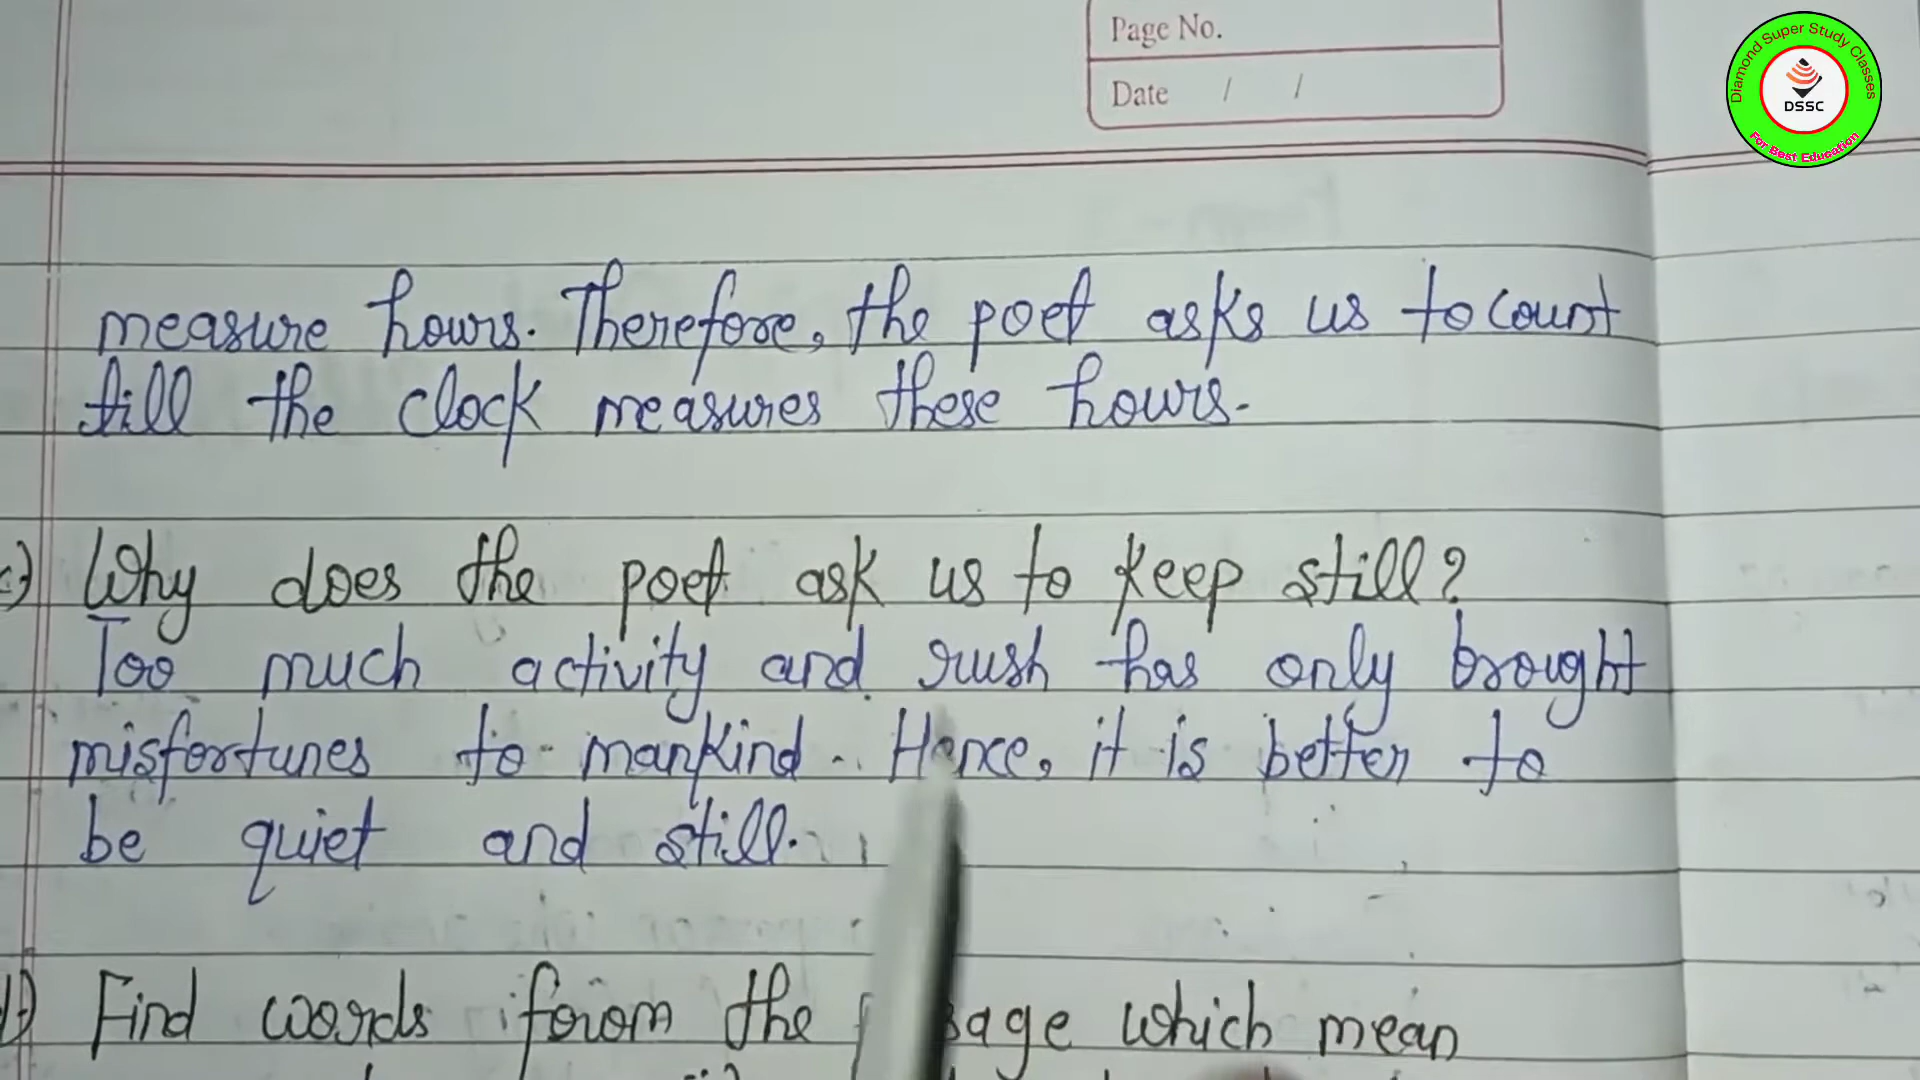 Page No.
Date / /
Diamond Super Study Classes
DSSC
For Best Education
measure hours. Therefore, the poet asks us to count
till the clock measures these hours.
c) Why does the poet ask us to keep still?
Too much activity and rush has only brought
misfortunes to mankind. Hence, it is better to
be quiet and still.
d) Find words from the which mean